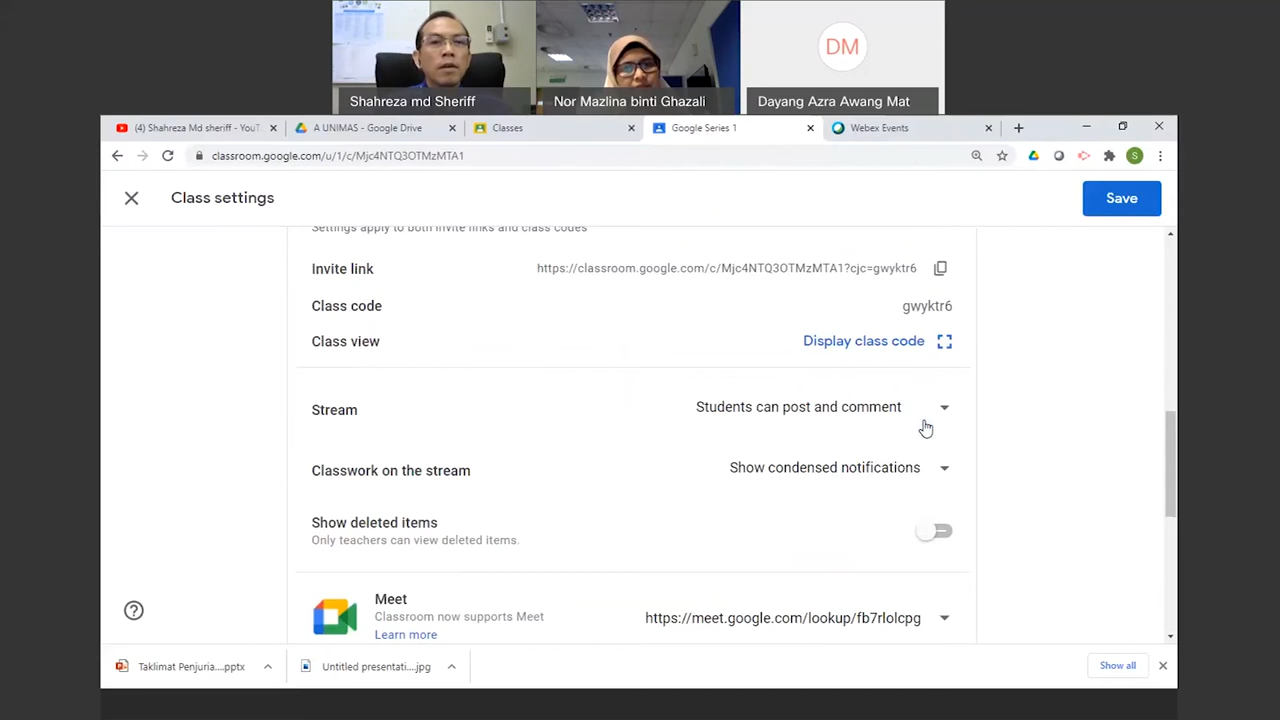 DM
Shahreza md Sheriff
Nor Mazlina binti Ghazali
Dayang Azra Awang Mat
(4) Shahreza Md sheriff - YouT
A UNIMAS - Google Drive
Classes
Google Series 1
Webex Events
classroom.google.com/u/1/c/Mjc4NTQ3OTMzMTA1
S
Class settings
Save
Settings apply to both invite links and class codes
Invite link
https://classroom.google.com/c/Mjc4NTQ3OTMzMTA1?cjc=gwyktr6
Class code
gwyktr6
Class view
Display class code
Stream
Students can post and comment
Classwork on the stream
Show condensed notifications
Show deleted items
Only teachers can view deleted items.
Meet
Classroom now supports Meet
https://meet.google.com/lookup/fb7rlolcpg
Learn more
Taklimat Penjuria....pptx
Untitled presentati....jpg
Show all